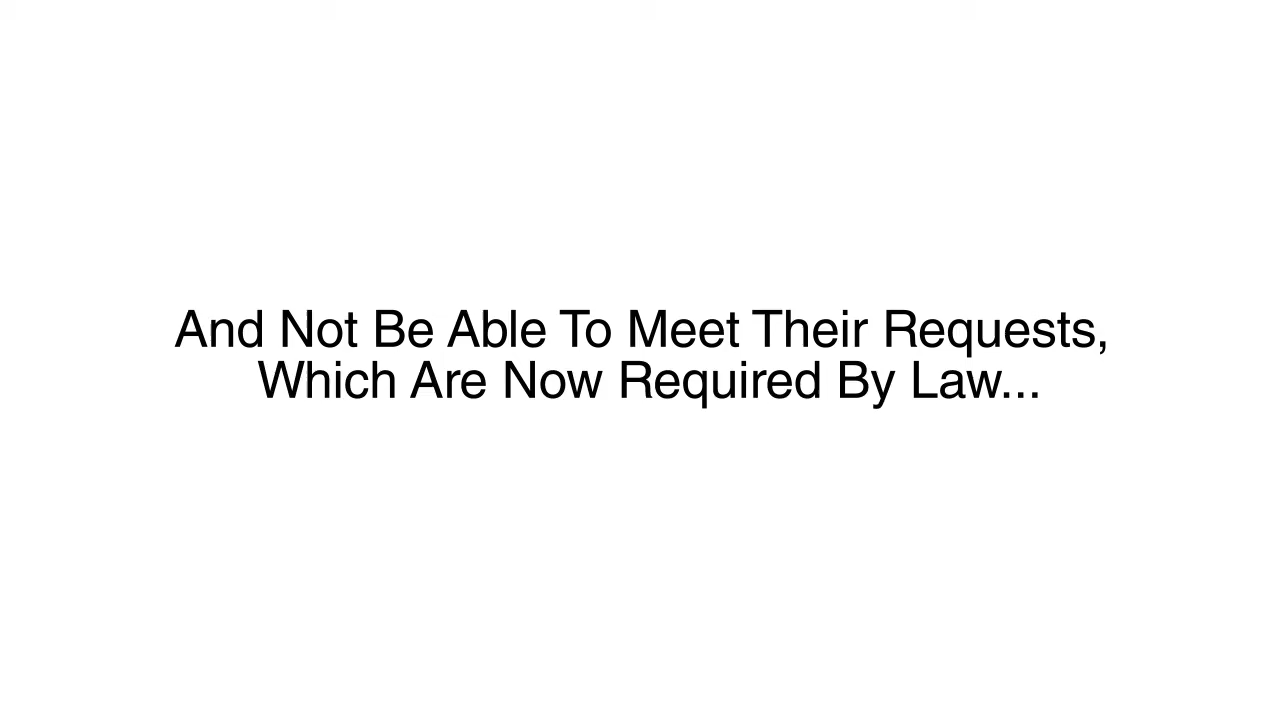 And Not Be Able To Meet Their Requests,
Which Are Now Required By Law...